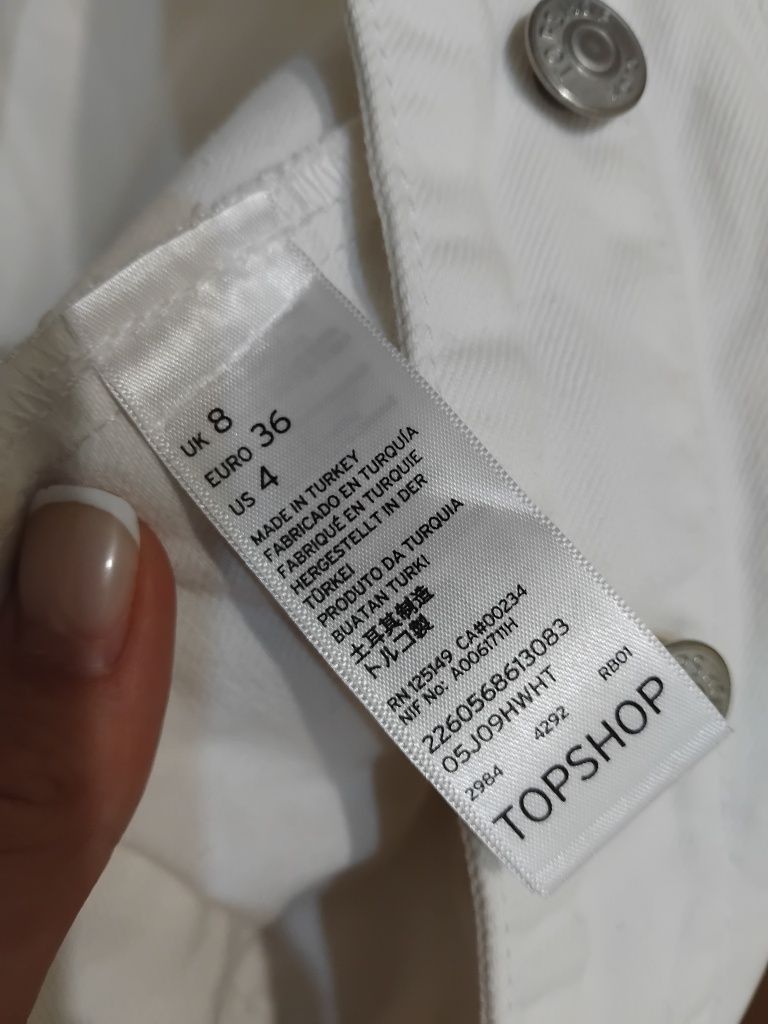 UK 8
EURO 36
US 4
MADE IN TURKEY
FABRICADO EN TURQUÍA
FABRIQUÉ EN TURQUIE
HERGESTELLT IN DER
TÜRKEI
PRODUTO DA TURQUIA
BUATAN TURKI
土耳其制造
トルコ製
RN 125149 CA#00234
NIF No: A0061711H
2260568613083
05J09HWHT
2984 4292 RB01
TOPSHOP